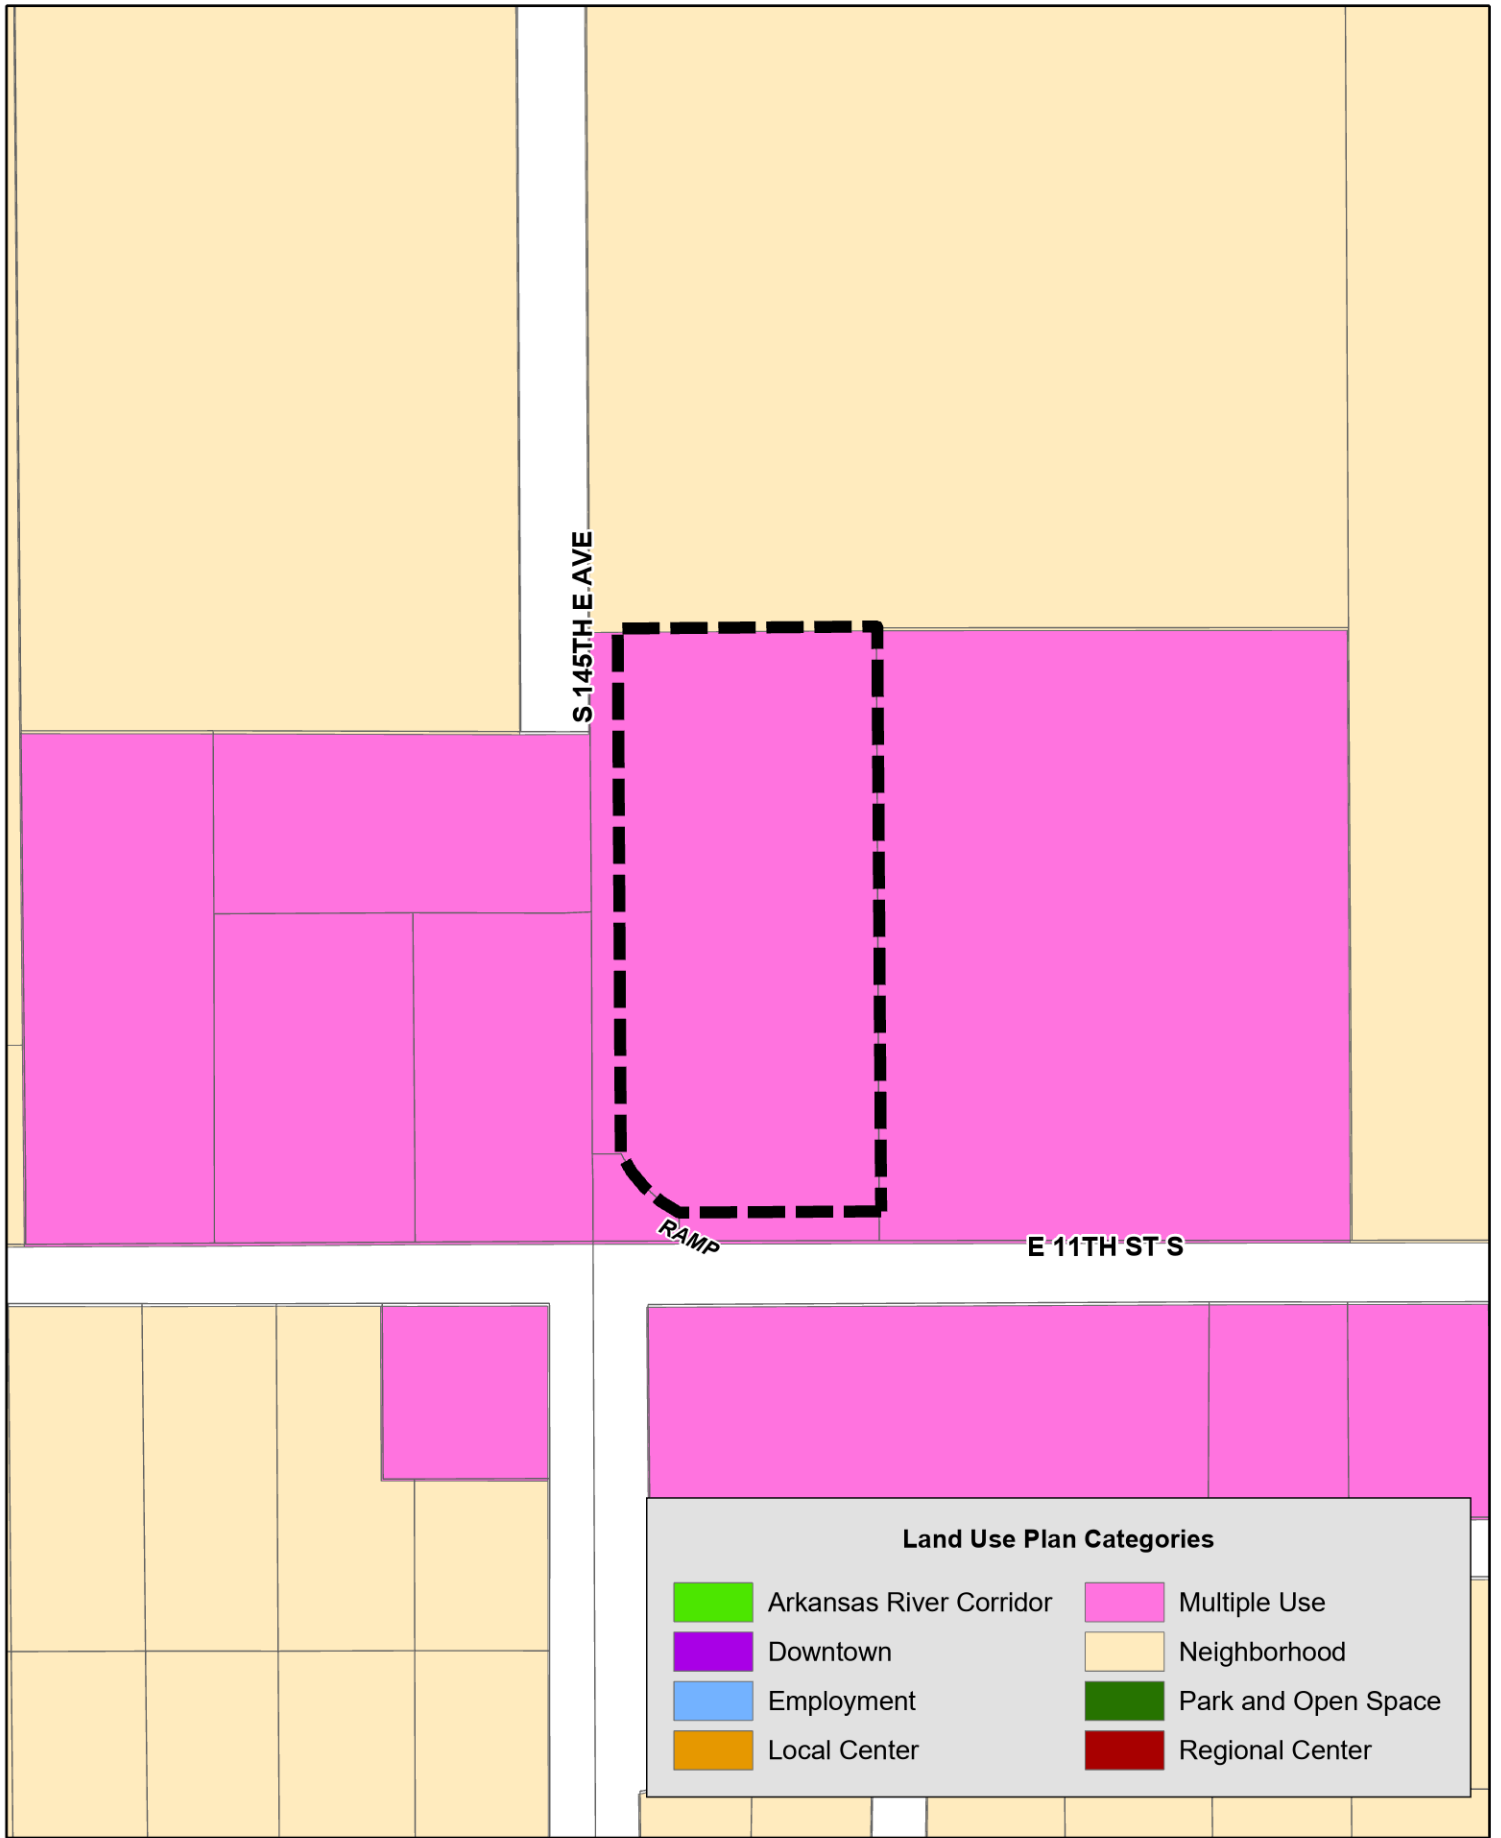 S 145TH E AVE
RAMP
E 11TH ST S
Land Use Plan Categories
Arkansas River Corridor
Downtown
Employment
Local Center
Multiple Use
Neighborhood
Park and Open Space
Regional Center